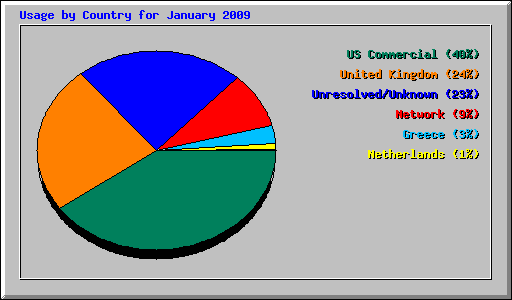 Usage by Country for January 2009
US Commercial (40%)
United Kingdom (24%)
Unresolved/Unknown (23%)
Network (9%)
Greece (3%)
Netherlands (1%)